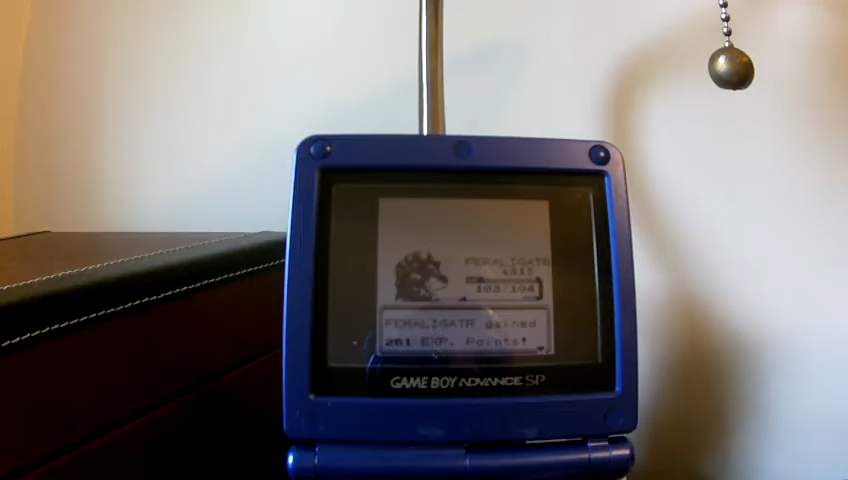 FERALIGATR
103/104
FERALIGATR gained
261 EXP. Points!
GAME BOY ADVANCE SP